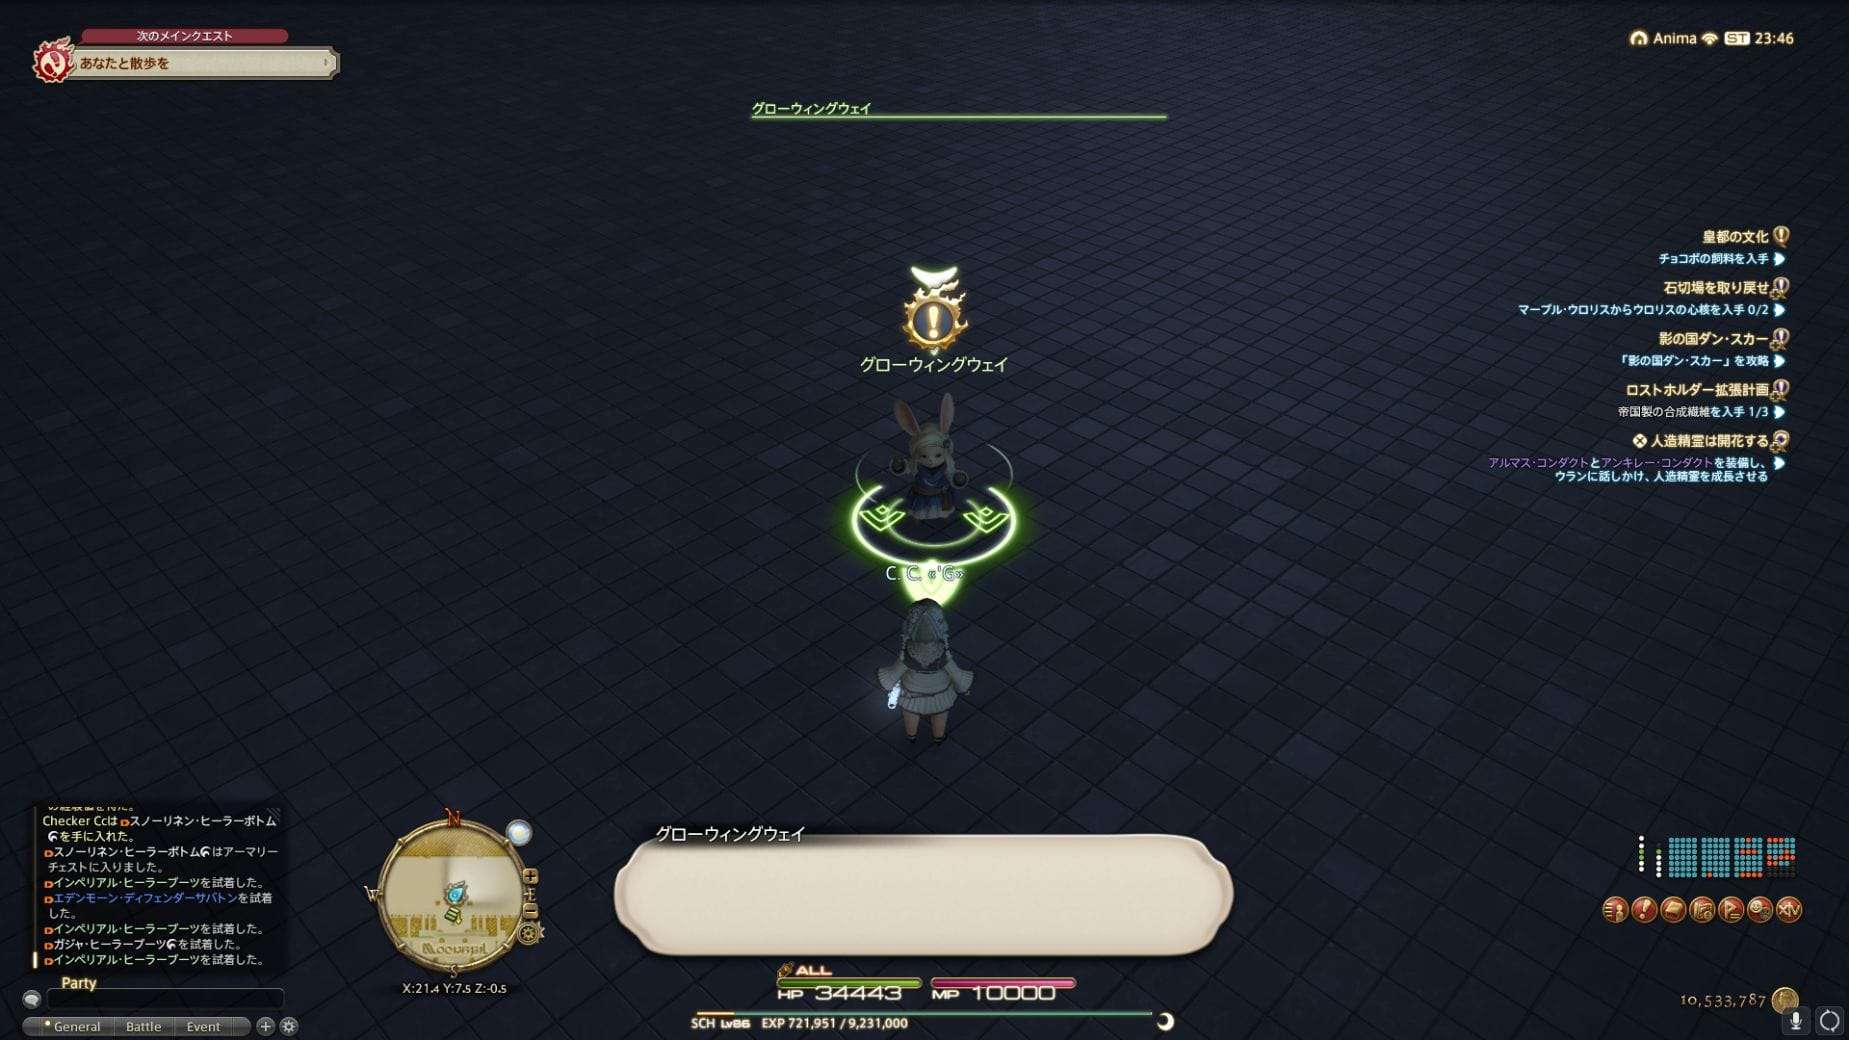 次のメインクエスト
あなたと散歩を
Anima ST 23:46
グローウィングウェイ
皇都の文化
チョコボの飼料を入手
石切場を取り戻せ
マーブル・ウロリスからウロリスの心核を入手 0/2
影の国ダン・スカー
「影の国ダン・スカー」を攻略
ロストホルダー拡張計画
帝国製の合成繊維を入手 1/3
人造精霊は開花する
アルマス・コンダクトとアンキレー・コンダクトを装備し、
ウランに話しかけ、人造精霊を成長させる
グローウィングウェイ
C. C. «'G»
の経験値を得た。
Checker Ccはスノーリネン・ヒーラーボトム
を手に入れた。
スノーリネン・ヒーラーボトムはアーマリー
チェストに入りました。
インペリアル・ヒーラーブーツを試着した。
エデンモーン・ディフェンダーサバトンを試着
した。
インペリアル・ヒーラーブーツを試着した。
ガジャ・ヒーラーブーツを試着した。
インペリアル・ヒーラーブーツを試着した。
Party
General Battle Event
N
W
E
S
X:21.4 Y:7.5 Z:-0.5
グローウィングウェイ
ALL
HP 34443 MP 10000
SCH Lv86 EXP 721,951 / 9,231,000
XIV
10,533,787